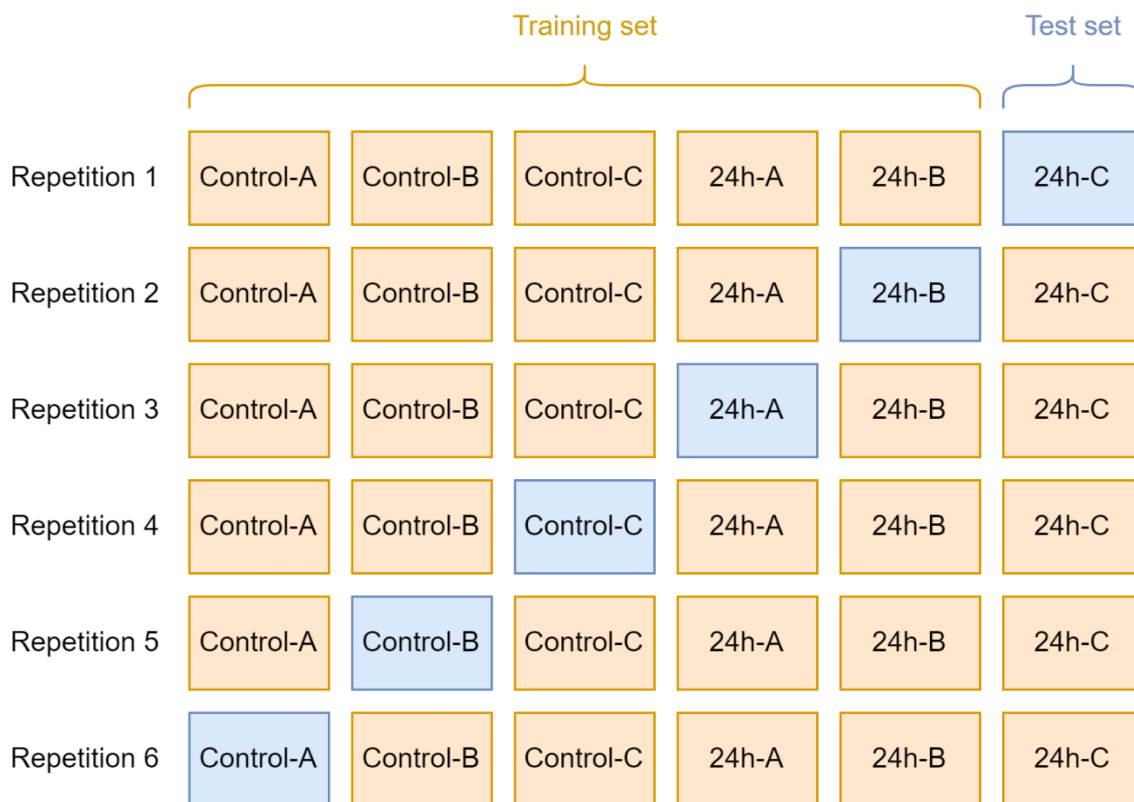 Training set Test set
Repetition 1 Control-A Control-B Control-C 24h-A 24h-B 24h-C
Repetition 2 Control-A Control-B Control-C 24h-A 24h-B 24h-C
Repetition 3 Control-A Control-B Control-C 24h-A 24h-B 24h-C
Repetition 4 Control-A Control-B Control-C 24h-A 24h-B 24h-C
Repetition 5 Control-A Control-B Control-C 24h-A 24h-B 24h-C
Repetition 6 Control-A Control-B Control-C 24h-A 24h-B 24h-C